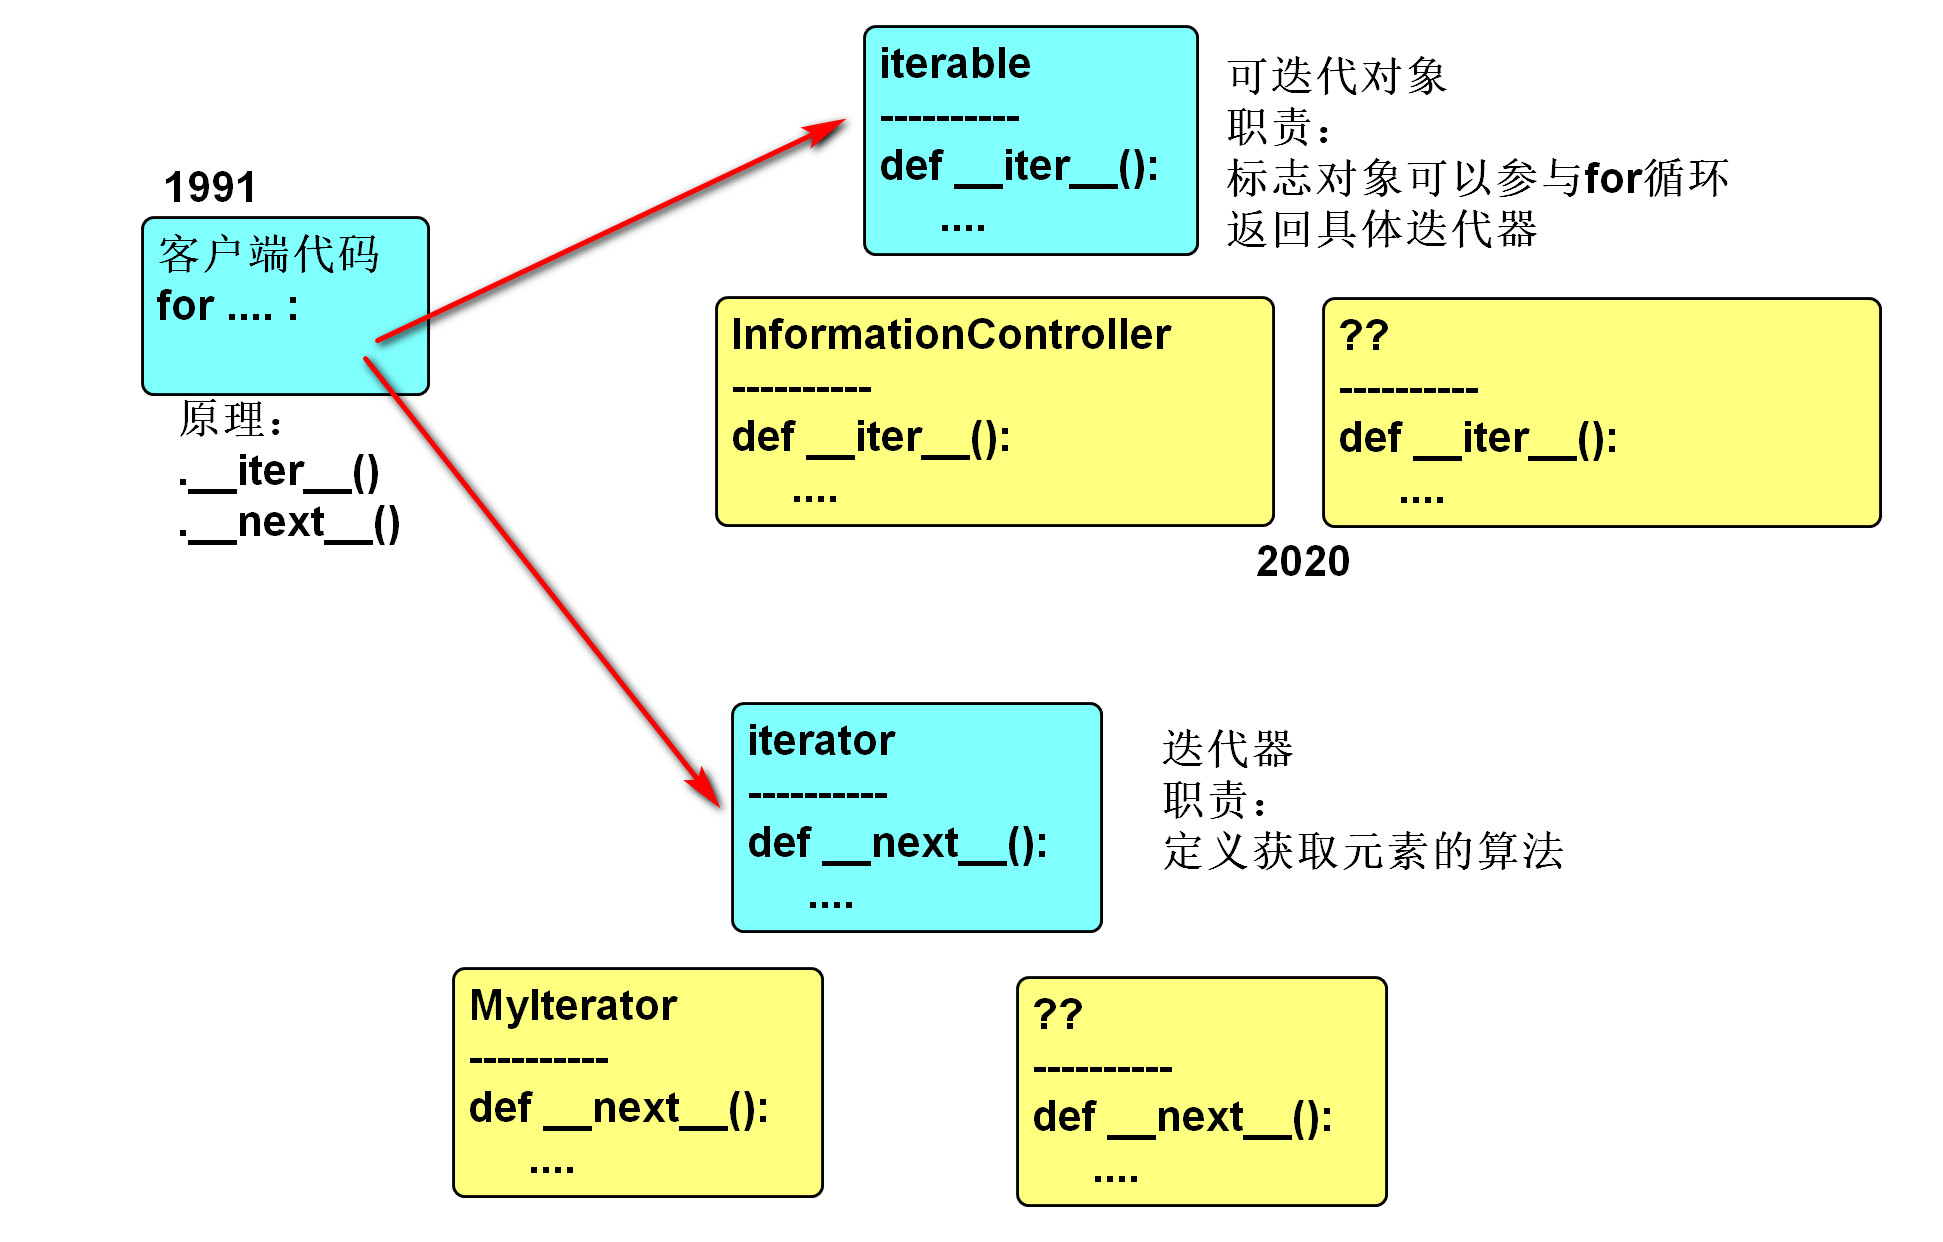 1991
客户端代码
for .... :
原理：
.__iter__()
.__next__()
iterable
----------
def __iter__():
....
可迭代对象
职责：
标志对象可以参与for循环
返回具体迭代器
InformationController
----------
def __iter__():
....
??
----------
def __iter__():
....
2020
iterator
----------
def __next__():
....
迭代器
职责：
定义获取元素的算法
MyIterator
----------
def __next__():
....
??
----------
def __next__():
....